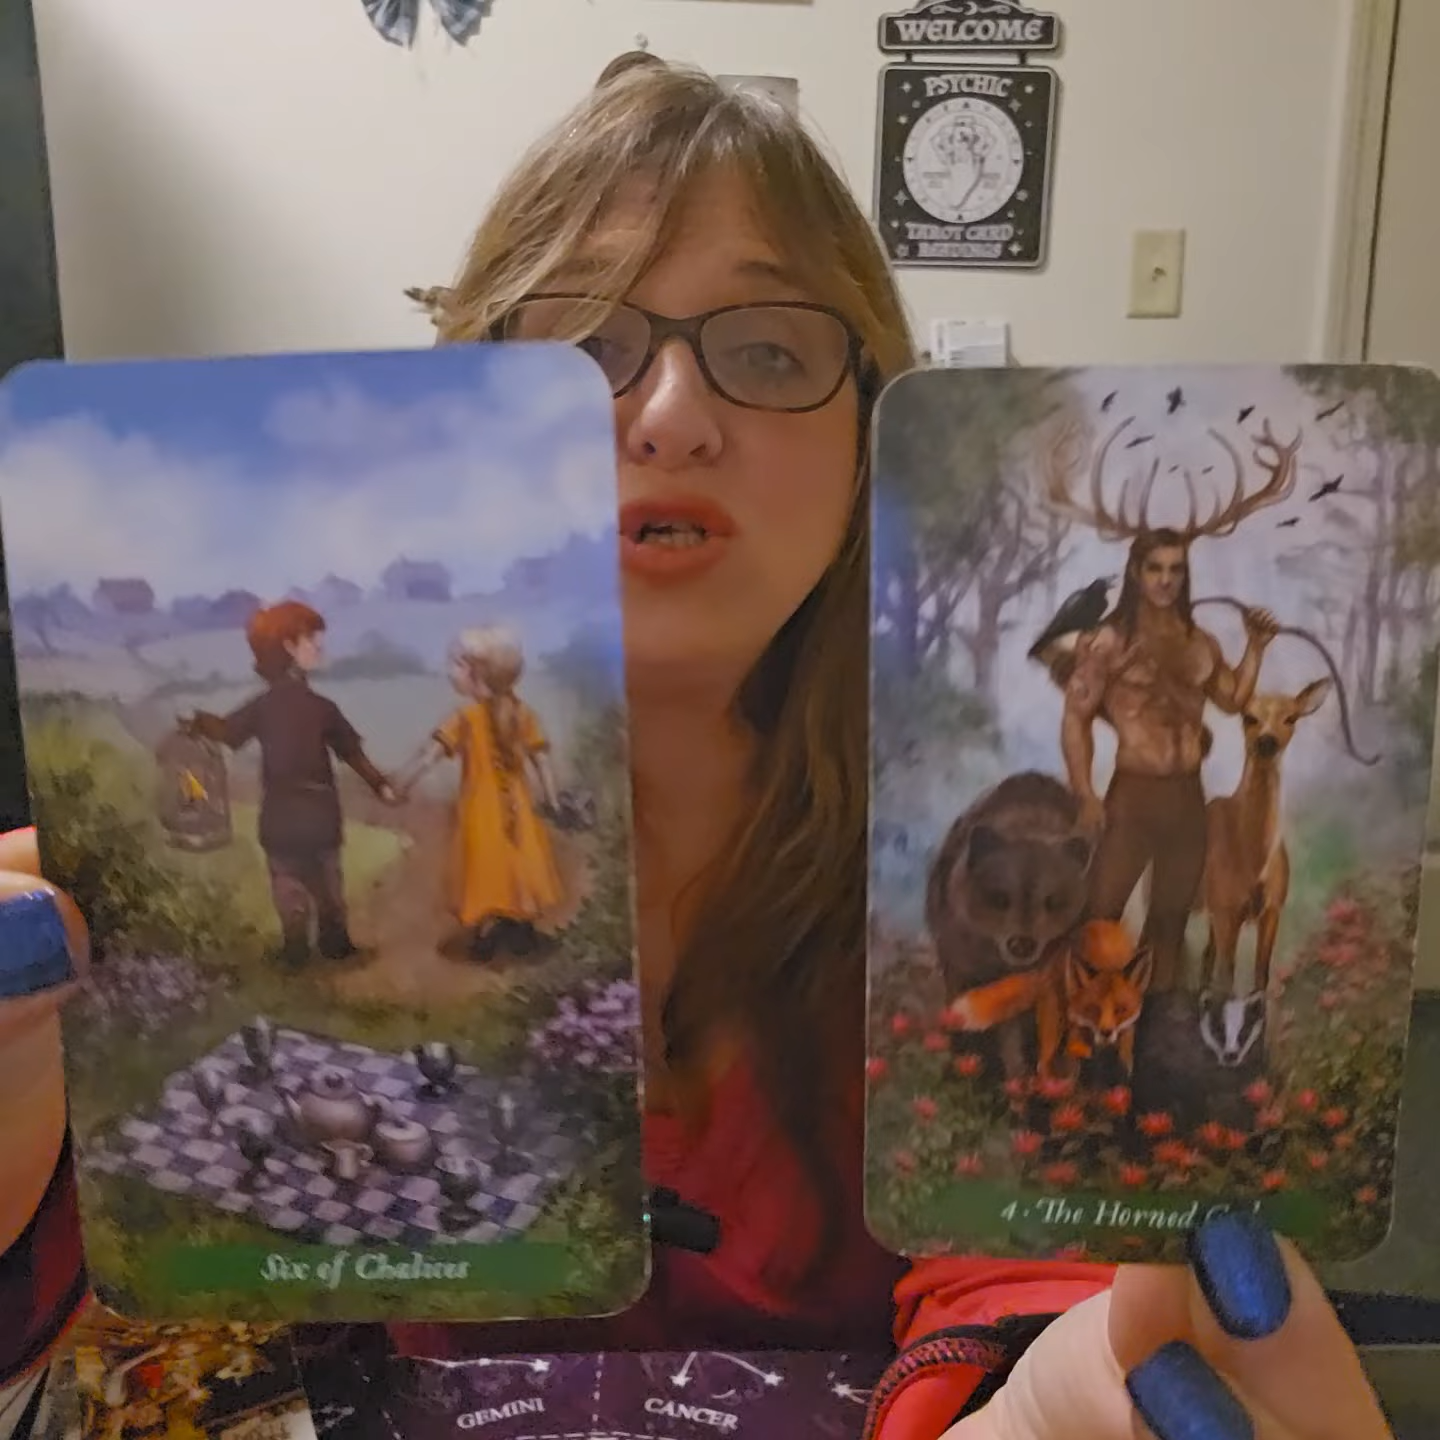 WELCOME
PSYCHIC
TAROT CARD
READINGS
Six of Chalices
4 · The Horned
GEMINI
CANCER